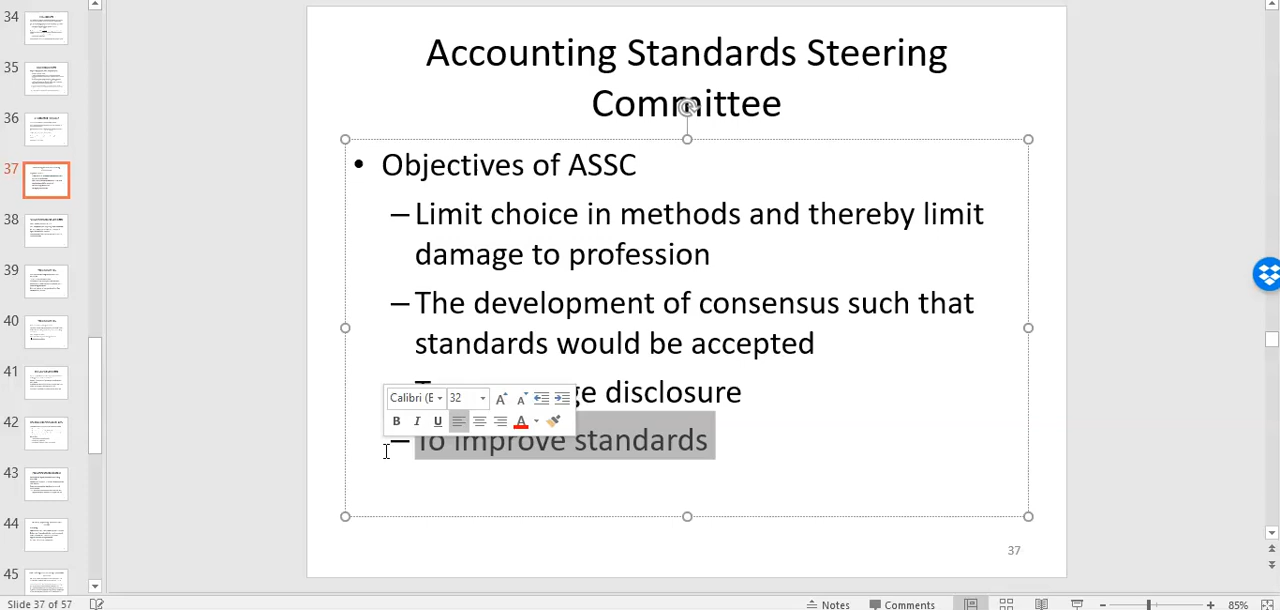 34
35
36
37
38
39
40
41
42
43
44
45
Accounting Standards Steering
Committee
• Objectives of ASSC
– Limit choice in methods and thereby limit
damage to profession
– The development of consensus such that
standards would be accepted
disclosure
Calibri (E
32
B I U A
– To improve standards
37
Slide 37 of 57
Notes
Comments
85%